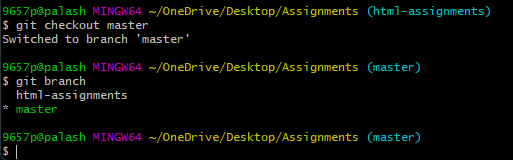 9657p@palash MINGW64 ~/OneDrive/Desktop/Assignments (html-assignments)
$ git checkout master
Switched to branch 'master'
9657p@palash MINGW64 ~/OneDrive/Desktop/Assignments (master)
$ git branch
  html-assignments
* master
9657p@palash MINGW64 ~/OneDrive/Desktop/Assignments (master)
$